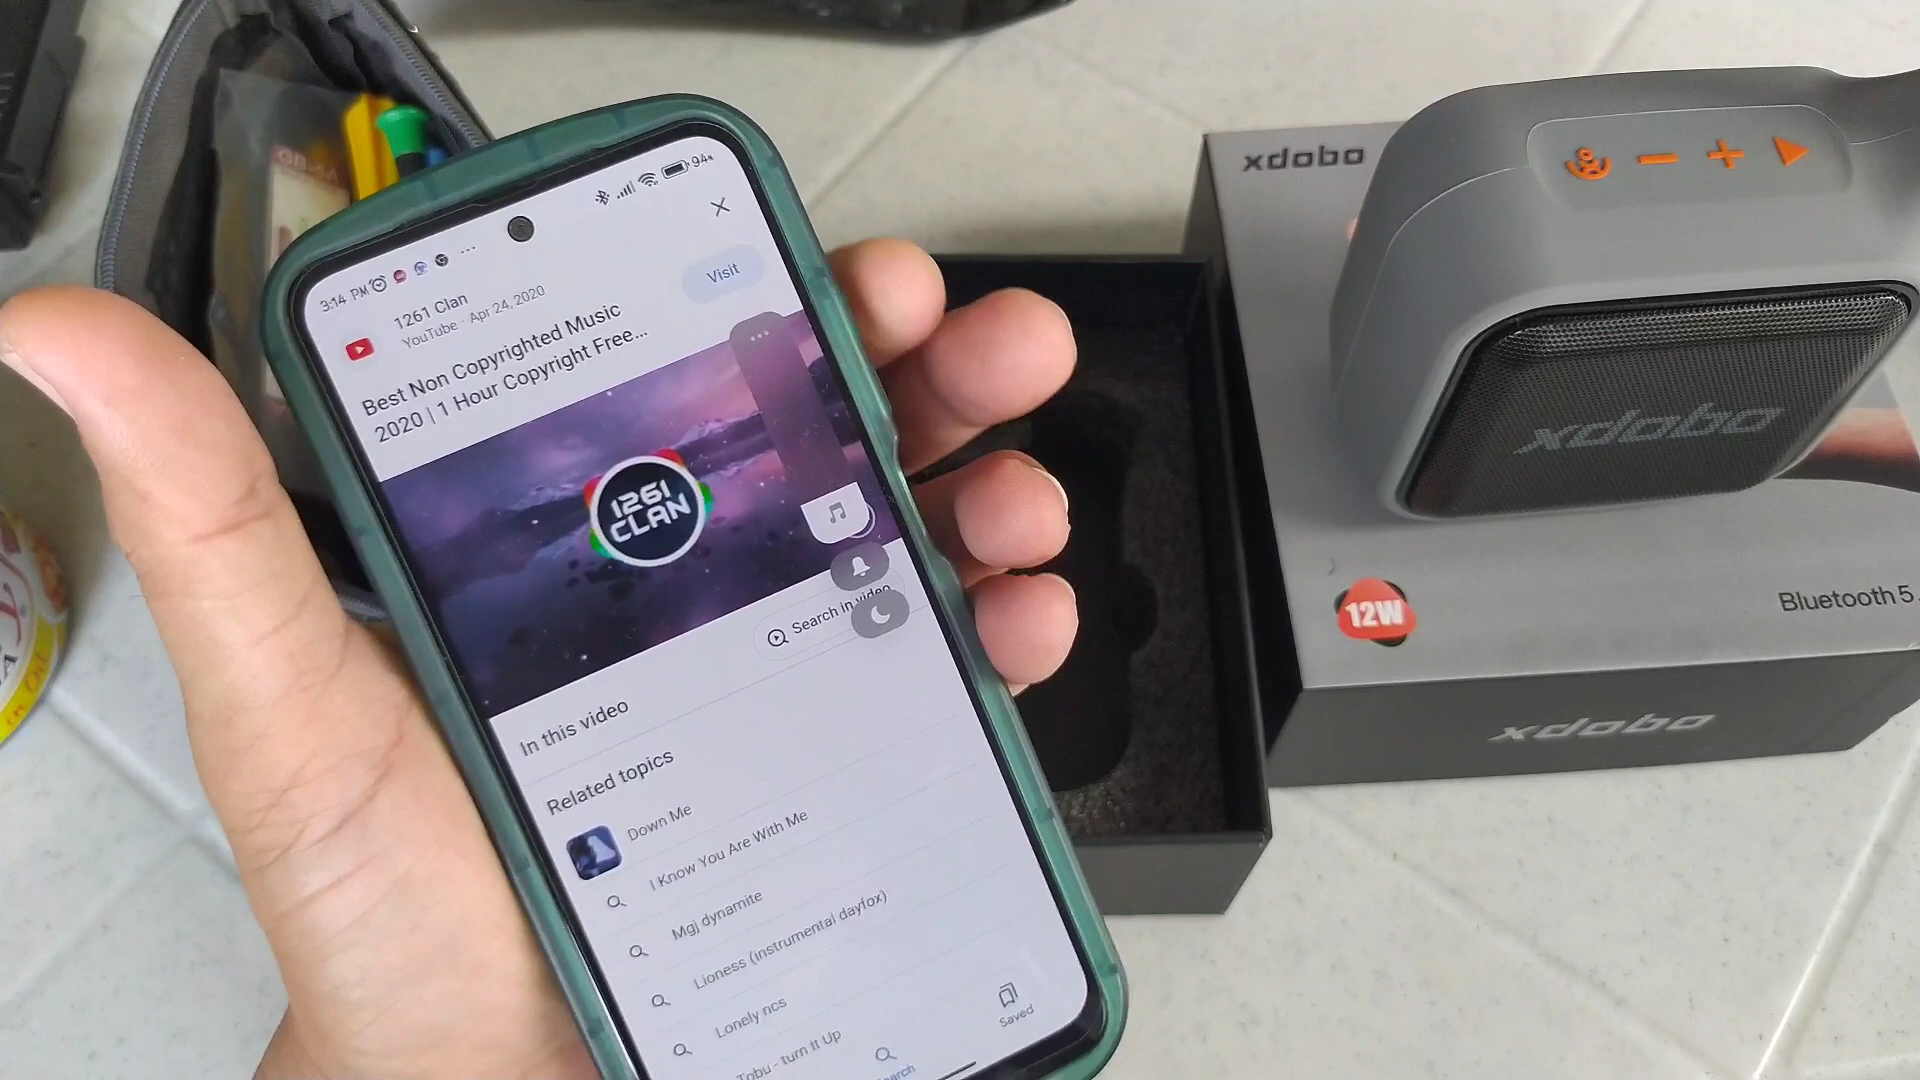 3:14 PM
94
1261 Clan
YouTube · Apr 24, 2020
Visit
Best Non Copyrighted Music
2020 | 1 Hour Copyright Free...
1261
CLAN
Search in video
In this video
Related topics
Down Me
I Know You Are With Me
Mgj dynamite
Lioness (instrumental dayfox)
Lonely ncs
Tobu - turn It Up
Saved
xdobo
xdobo
12W
Bluetooth 5.
xdobo